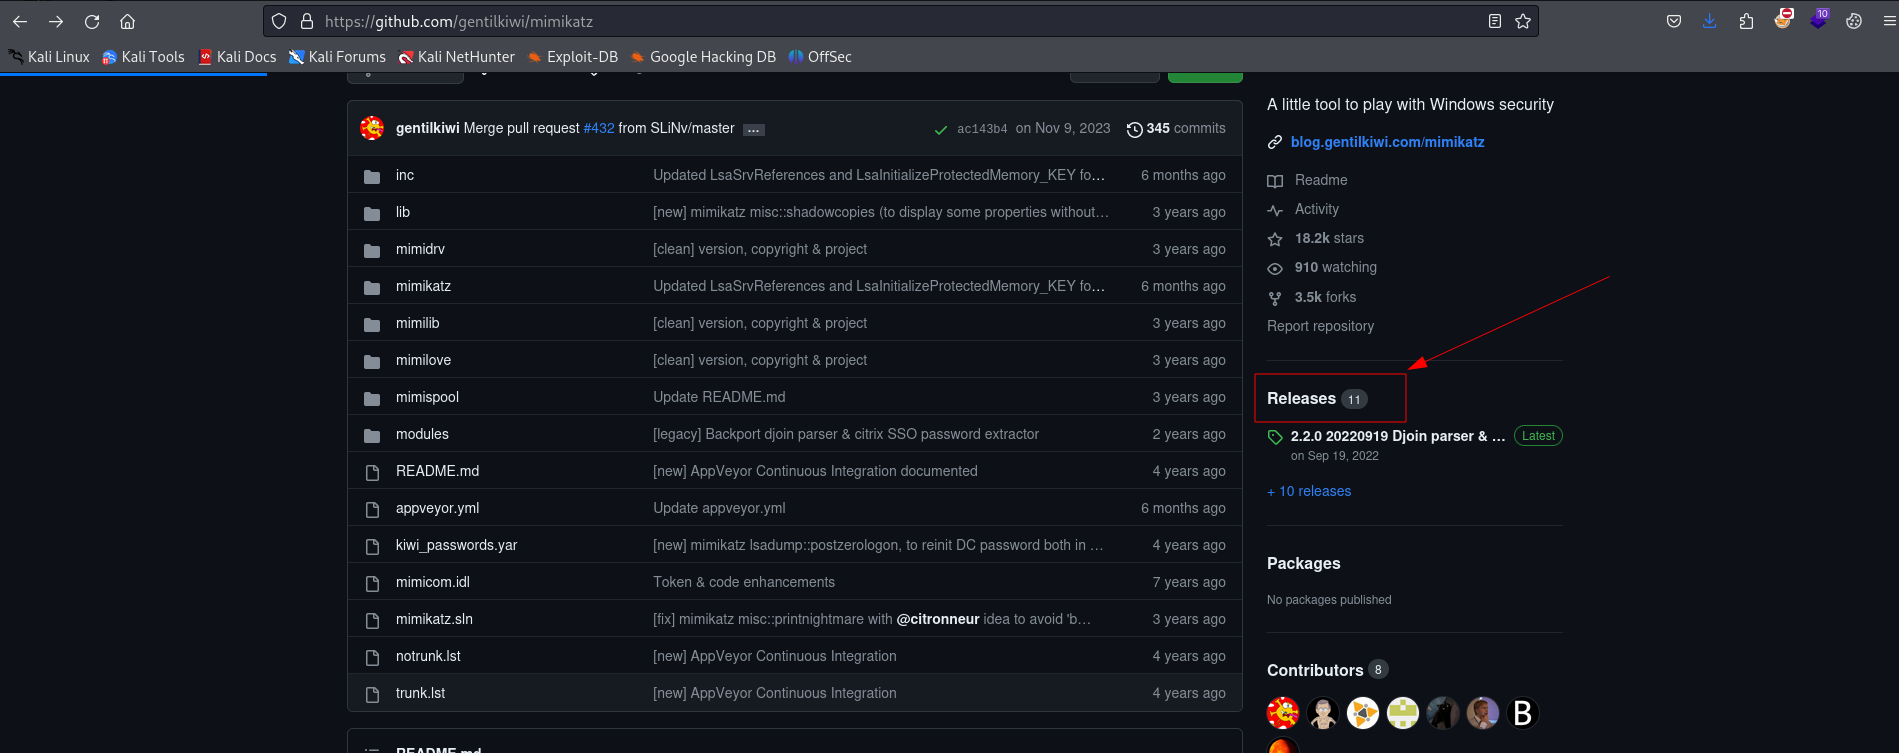 https://github.com/gentilkiwi/mimikatz
10
Kali Linux Kali Tools Kali Docs Kali Forums Kali NetHunter Exploit-DB Google Hacking DB OffSec
gentilkiwi Merge pull request #432 from SLiNv/master ... ac143b4 on Nov 9, 2023 345 commits
inc Updated LsaSrvReferences and LsaInitializeProtectedMemory_KEY fo... 6 months ago
lib [new] mimikatz misc::shadowcopies (to display some properties without... 3 years ago
mimidrv [clean] version, copyright & project 3 years ago
mimikatz Updated LsaSrvReferences and LsaInitializeProtectedMemory_KEY fo... 6 months ago
mimilib [clean] version, copyright & project 3 years ago
mimilove [clean] version, copyright & project 3 years ago
mimispool Update README.md 3 years ago
modules [legacy] Backport djoin parser & citrix SSO password extractor 2 years ago
README.md [new] AppVeyor Continuous Integration documented 4 years ago
appveyor.yml Update appveyor.yml 6 months ago
kiwi_passwords.yar [new] mimikatz lsadump::postzerologon, to reinit DC password both in ... 4 years ago
mimicom.idl Token & code enhancements 7 years ago
mimikatz.sln [fix] mimikatz misc::printnightmare with @citronneur idea to avoid 'b... 3 years ago
notrunk.lst [new] AppVeyor Continuous Integration 4 years ago
trunk.lst [new] AppVeyor Continuous Integration 4 years ago
README.md
A little tool to play with Windows security
blog.gentilkiwi.com/mimikatz
Readme
Activity
18.2k stars
910 watching
3.5k forks
Report repository
Releases 11
2.2.0 20220919 Djoin parser & ... Latest
on Sep 19, 2022
+ 10 releases
Packages
No packages published
Contributors 8
B